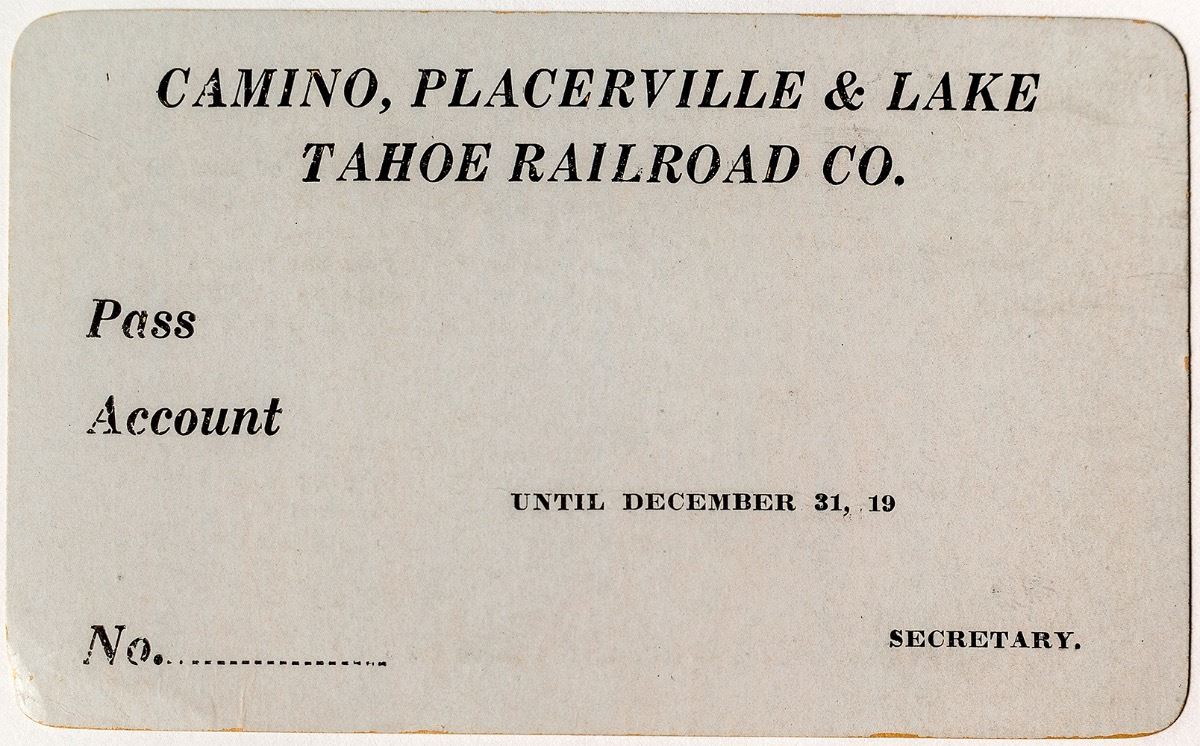 CAMINO, PLACERVILLE & LAKE
TAHOE RAILROAD CO.
Pass
Account
UNTIL DECEMBER 31, 19
No...................
SECRETARY.